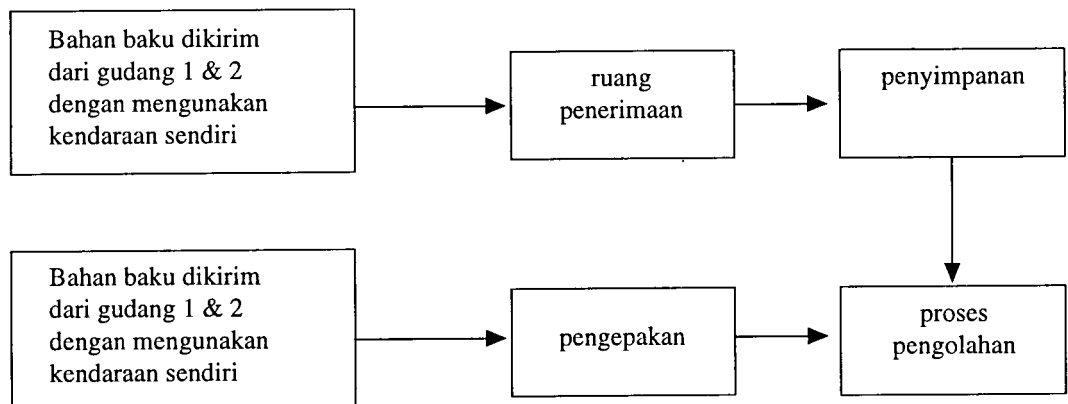 Bahan baku dikirim
dari gudang 1 & 2
dengan mengunakan
kendaraan sendiri
ruang
penerimaan
penyimpanan
Bahan baku dikirim
dari gudang 1 & 2
dengan mengunakan
kendaraan sendiri
pengepakan
proses
pengolahan